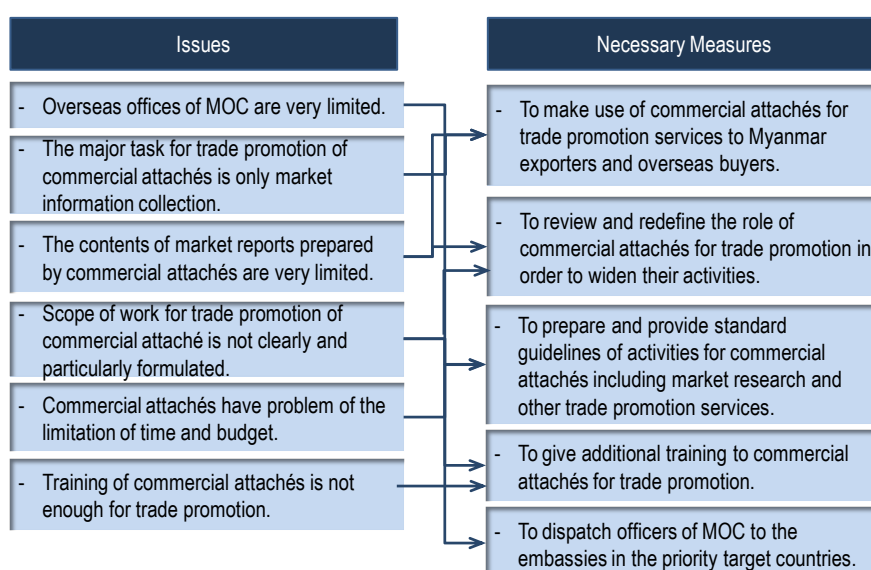 Issues
- Overseas offices of MOC are very limited.
- The major task for trade promotion of
commercial attachés is only market
information collection.
- The contents of market reports prepared
by commercial attachés are very limited.
- Scope of work for trade promotion of
commercial attaché is not clearly and
particularly formulated.
- Commercial attachés have problem of the
limitation of time and budget.
- Training of commercial attachés is not
enough for trade promotion.
Necessary Measures
- To make use of commercial attachés for
trade promotion services to Myanmar
exporters and overseas buyers.
- To review and redefine the role of
commercial attachés for trade promotion in
order to widen their activities.
- To prepare and provide standard
guidelines of activities for commercial
attachés including market research and
other trade promotion services.
- To give additional training to commercial
attachés for trade promotion.
- To dispatch officers of MOC to the
embassies in the priority target countries.